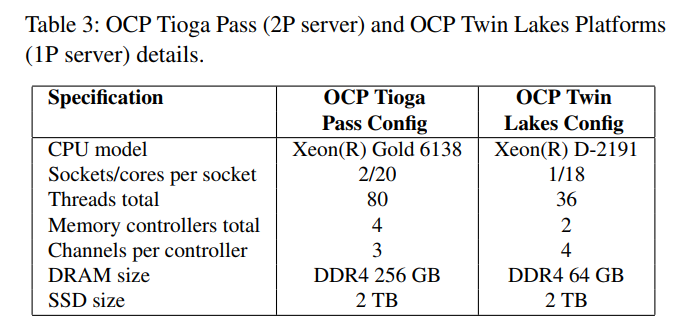 Table 3: OCP Tioga Pass (2P server) and OCP Twin Lakes Platforms
(1P server) details.
Specification OCP Tioga Pass Config OCP Twin Lakes Config
CPU model Xeon(R) Gold 6138 Xeon(R) D-2191
Sockets/cores per socket 2/20 1/18
Threads total 80 36
Memory controllers total 4 2
Channels per controller 3 4
DRAM size DDR4 256 GB DDR4 64 GB
SSD size 2 TB 2 TB